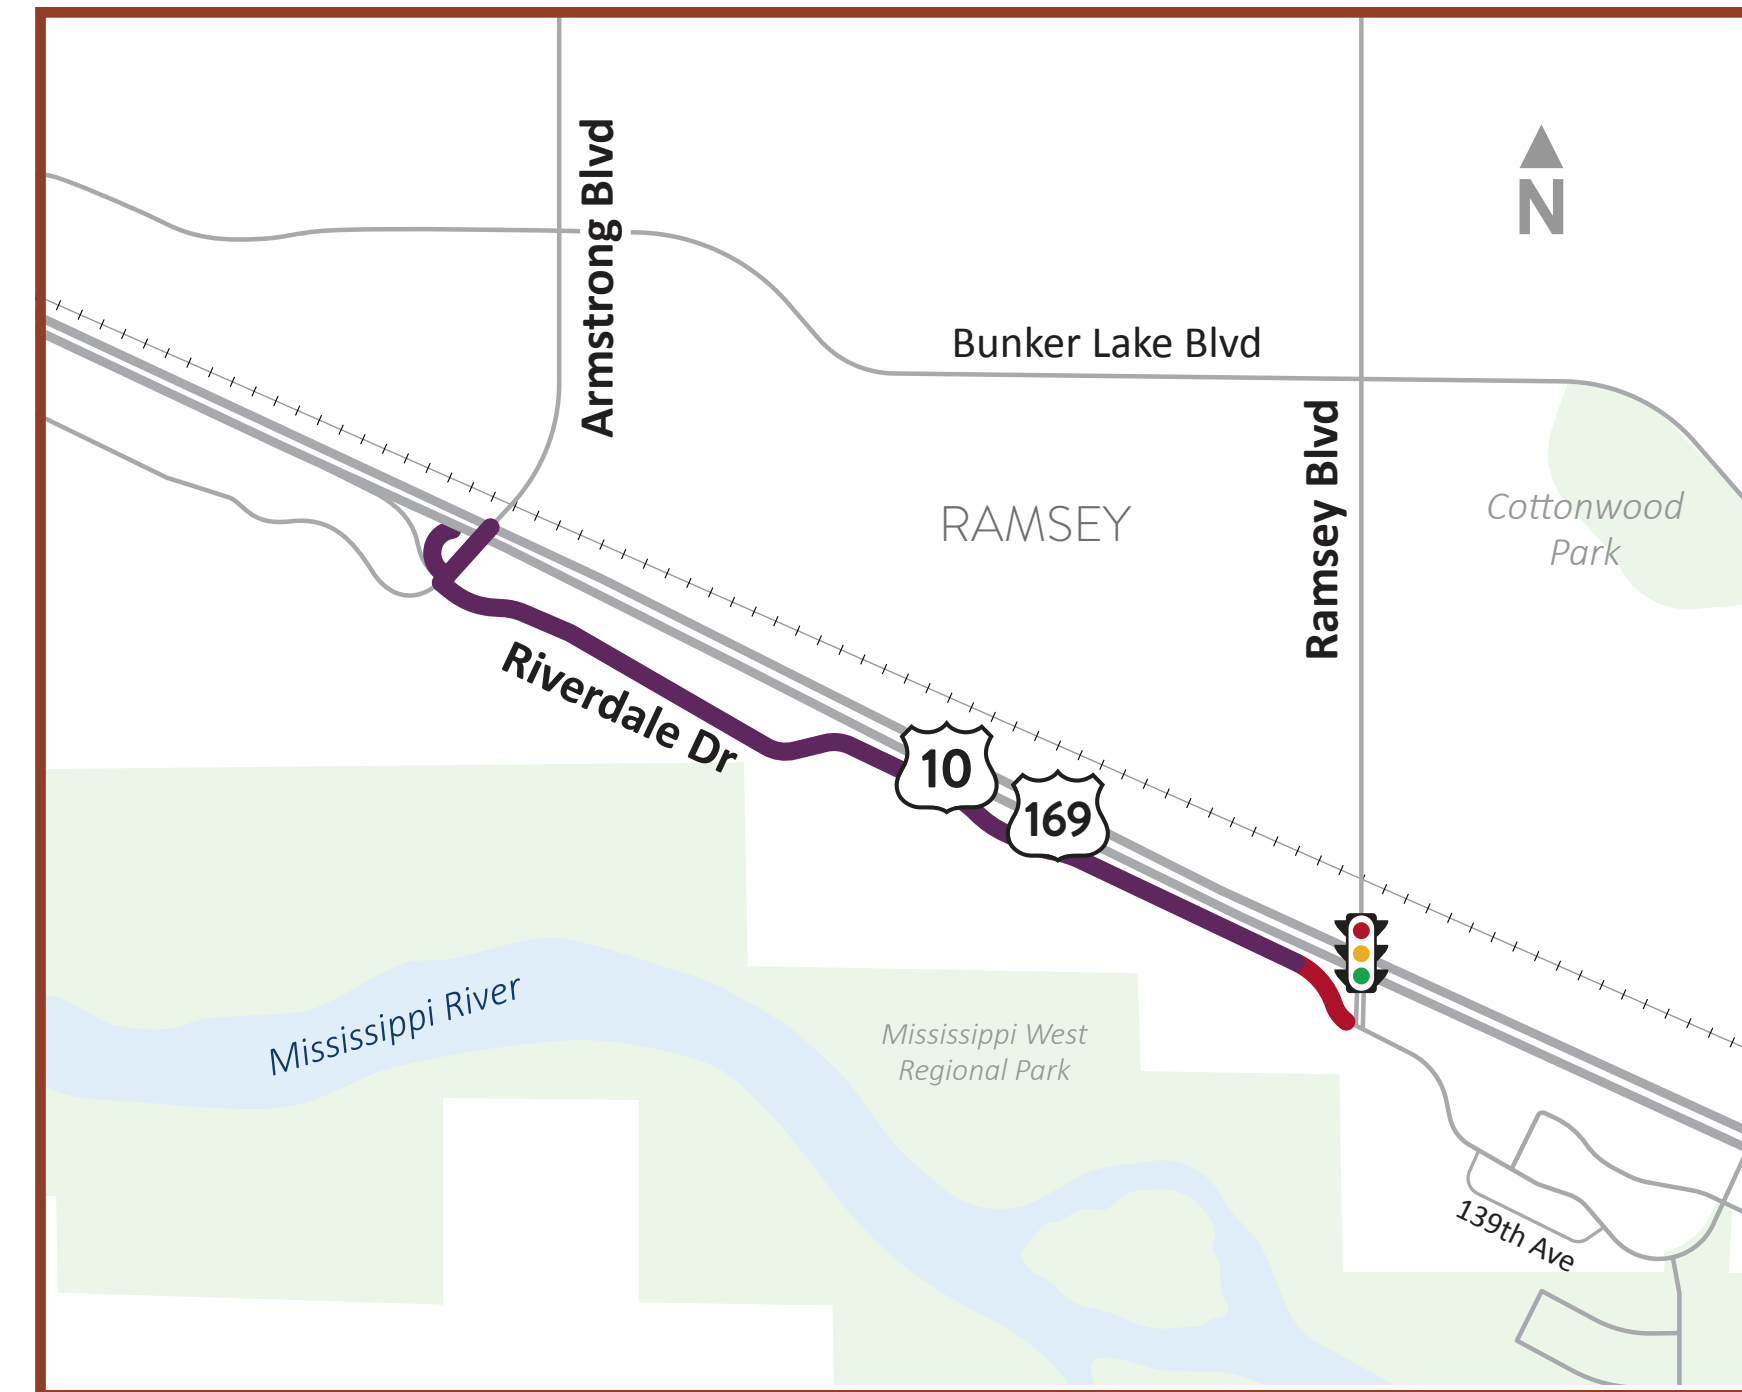 Armstrong Blvd
N
Bunker Lake Blvd
Ramsey Blvd
RAMSEY
Cottonwood
Park
Riverdale Dr
10
169
Mississippi River
Mississippi West
Regional Park
139th Ave